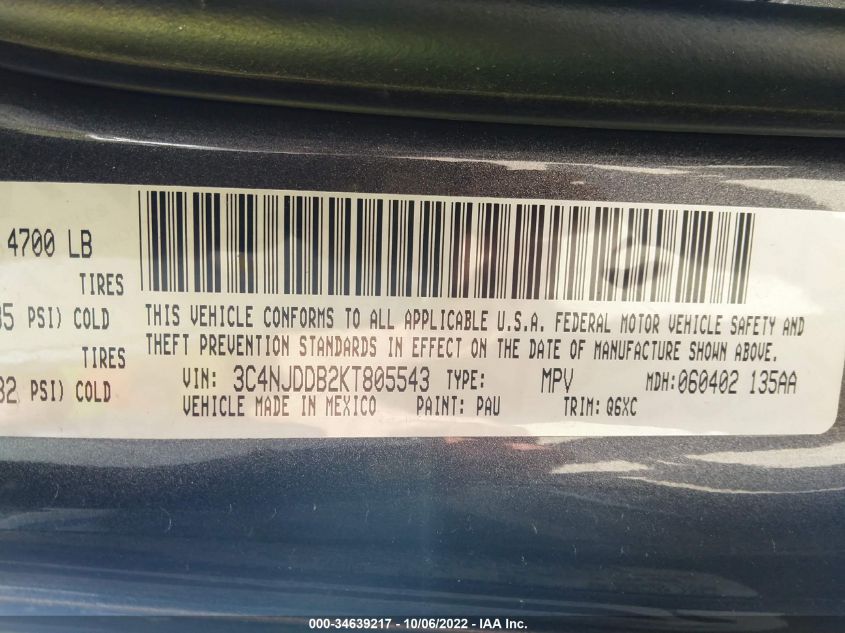 4700 LB
TIRES
35 PSI) COLD
TIRES
32 PSI) COLD
THIS VEHICLE CONFORMS TO ALL APPLICABLE U.S.A. FEDERAL MOTOR VEHICLE SAFETY AND
THEFT PREVENTION STANDARDS IN EFFECT ON THE DATE OF MANUFACTURE SHOWN ABOVE.
VIN: 3C4NJDDB2KT805543 TYPE: MPV MDH:060402 135AA
VEHICLE MADE IN MEXICO PAINT: PAU TRIM: Q6XC
000-34639217 - 10/06/2022 - IAA Inc.